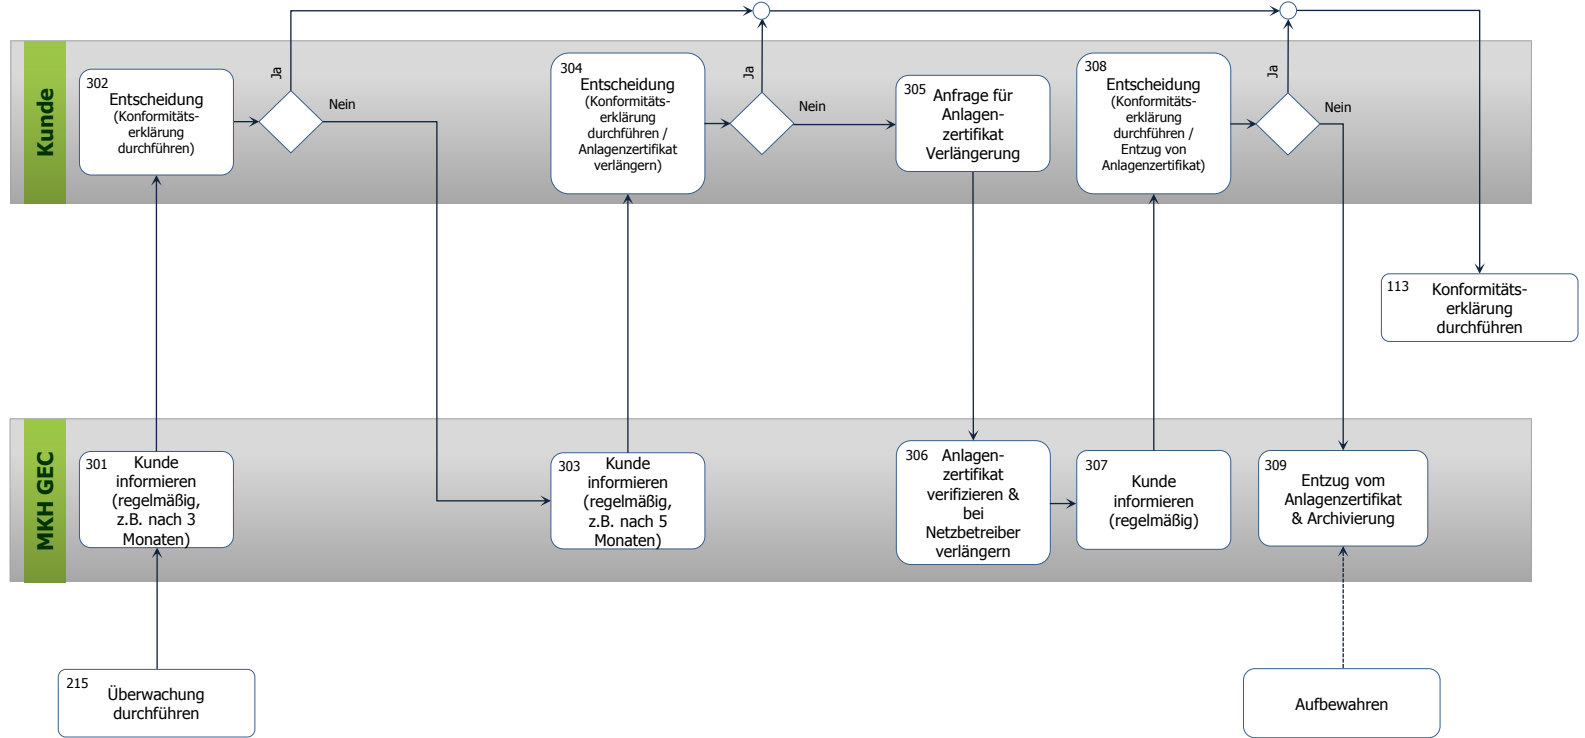 Kunde
302
Entscheidung
(Konformitäts-
erklärung
durchführen)
Ja
Nein
304
Entscheidung
(Konformitäts-
erklärung
durchführen /
Anlagenzertifikat
verlängern)
Ja
Nein
305
Anfrage für
Anlagen-
zertifikat
Verlängerung
308
Entscheidung
(Konformitäts-
erklärung
durchführen /
Entzug von
Anlagenzertifikat)
Ja
Nein
113
Konformitäts-
erklärung
durchführen
MKH GEC
301
Kunde
informieren
(regelmäßig,
z.B. nach 3
Monaten)
303
Kunde
informieren
(regelmäßig,
z.B. nach 5
Monaten)
306
Anlagen-
zertifikat
verifizieren &
bei
Netzbetreiber
verlängern
307
Kunde
informieren
(regelmäßig)
309
Entzug vom
Anlagenzertifikat
& Archivierung
215
Überwachung
durchführen
Aufbewahren